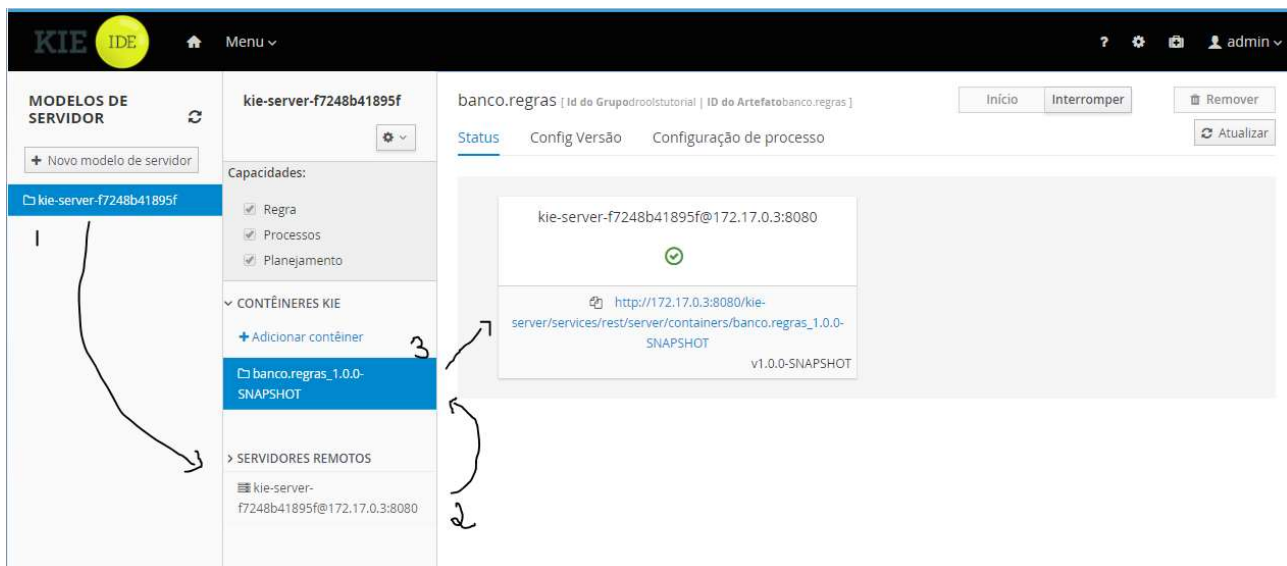 KIE IDE Menu ? admin
MODELOS DE
SERVIDOR
+ Novo modelo de servidor
kie-server-f7248b41895f
1
kie-server-f7248b41895f
Capacidades:
Regra
Processos
Planejamento
CONTÊINERES KIE
+ Adicionar contêiner
3
banco.regras_1.0.0-
SNAPSHOT
> SERVIDORES REMOTOS
kie-server-
f7248b41895f@172.17.0.3:8080
2
banco.regras [ Id do Grupodroolstutorial | ID do Artefatobanco.regras ]
Início Interromper Remover
Status Config Versão Configuração de processo Atualizar
kie-server-f7248b41895f@172.17.0.3:8080
http://172.17.0.3:8080/kie-
server/services/rest/server/containers/banco.regras_1.0.0-
SNAPSHOT
v1.0.0-SNAPSHOT